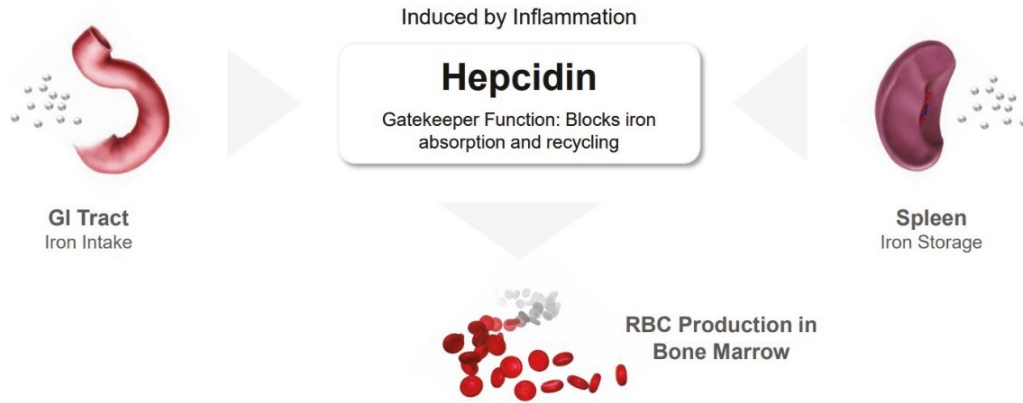 Induced by Inflammation
Hepcidin
Gatekeeper Function: Blocks iron
absorption and recycling
GI Tract
Iron Intake
Spleen
Iron Storage
RBC Production in
Bone Marrow